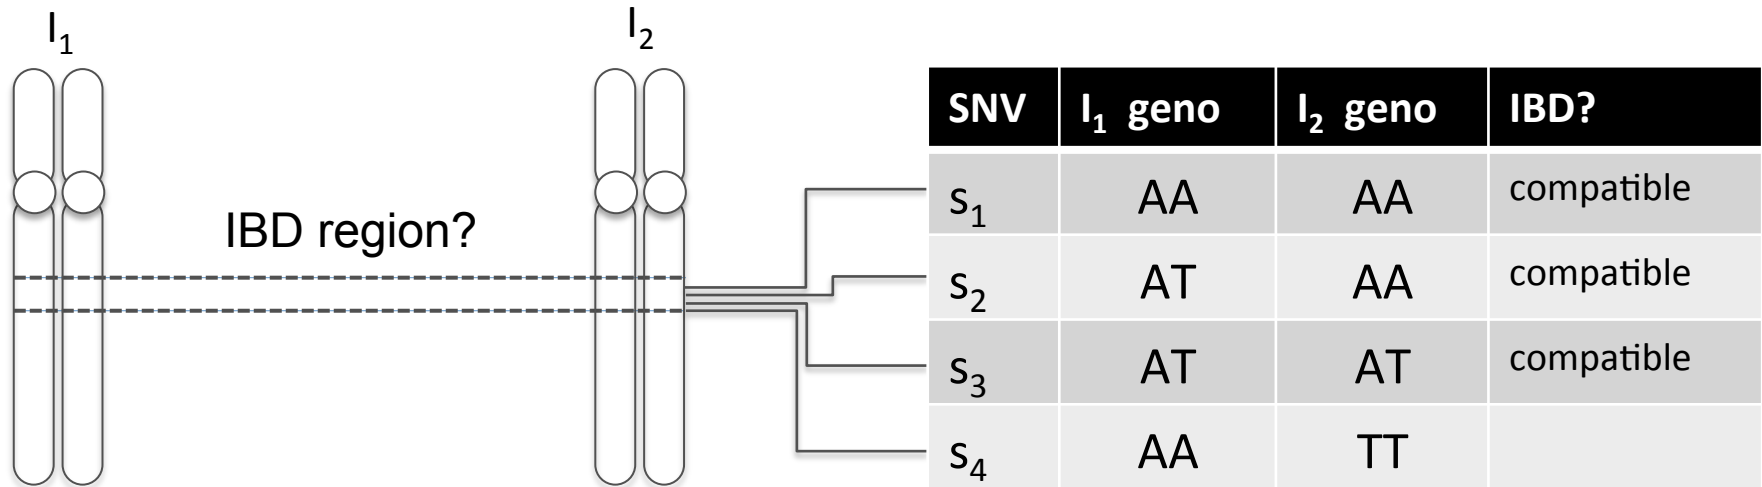 I₁ I₂
IBD region?
SNV I₁ geno I₂ geno IBD?
s₁ AA AA compatible
s₂ AT AA compatible
s₃ AT AT compatible
s₄ AA TT